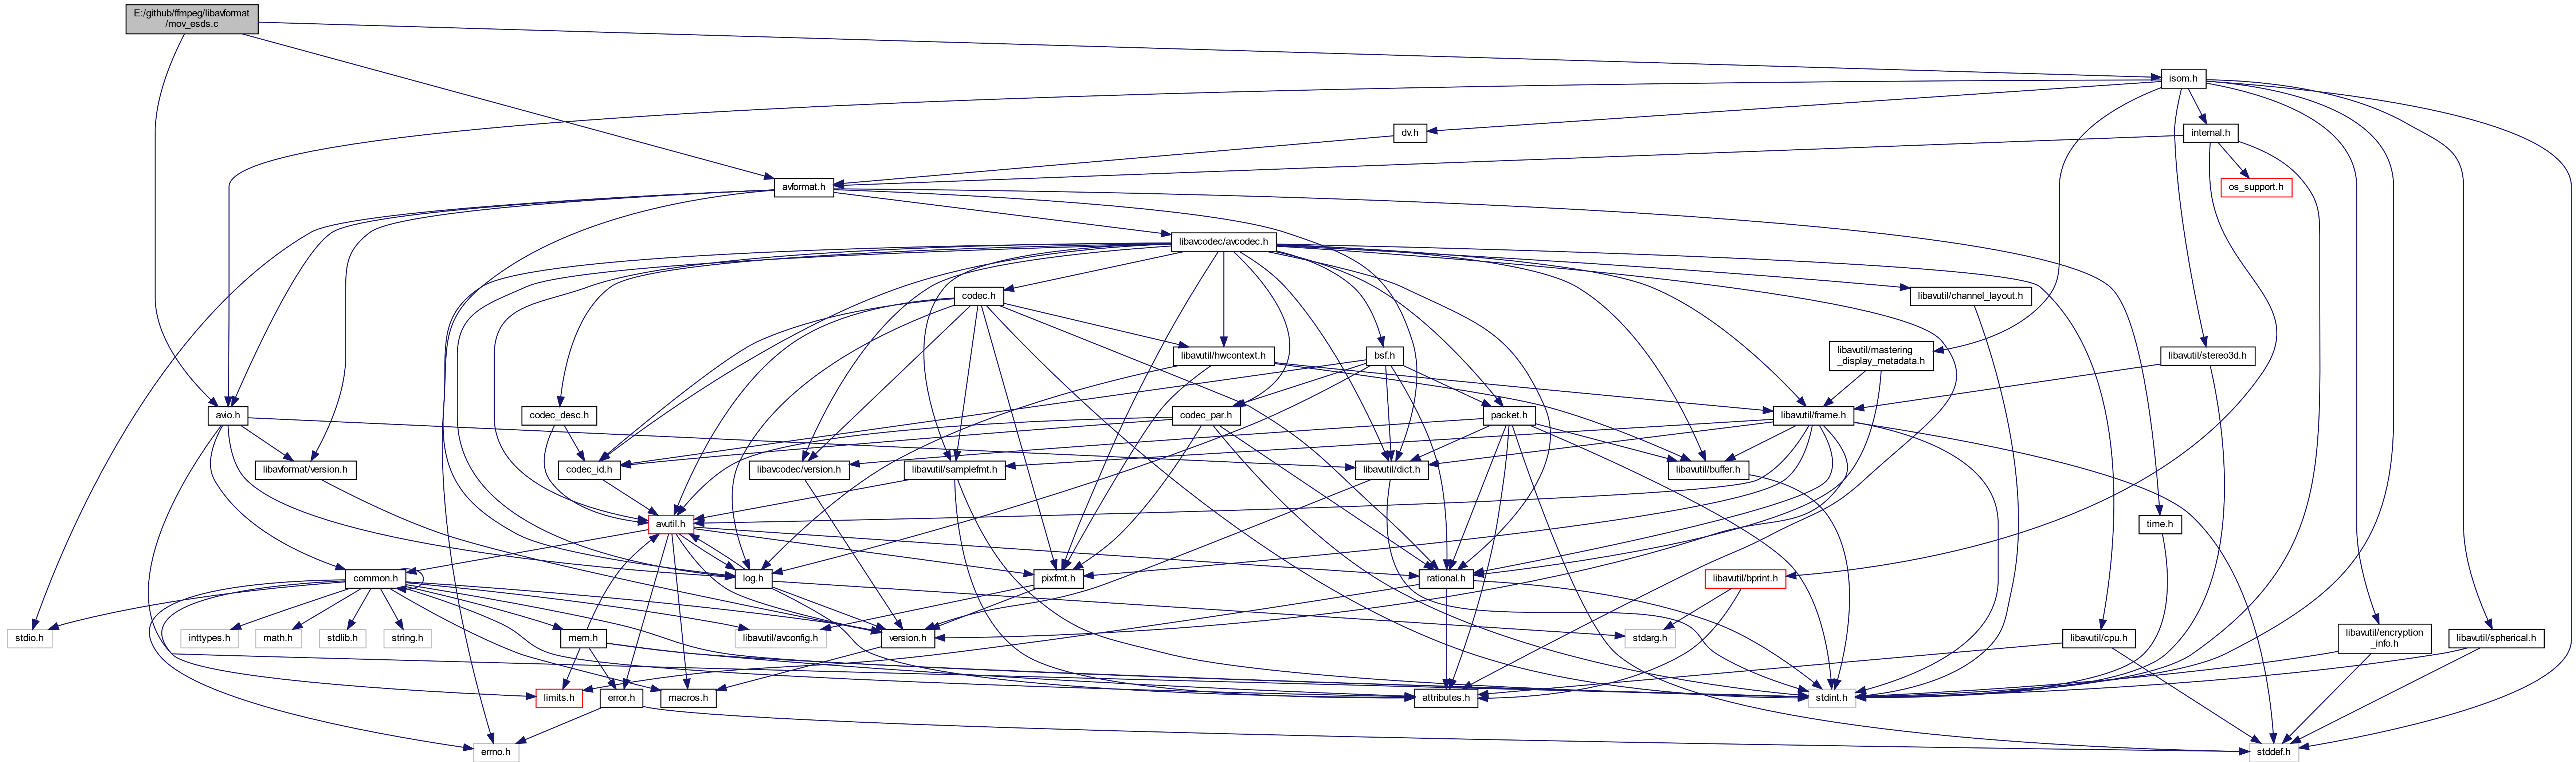 E:/github/ffmpeg/libavformat
/mov_esds.c
isom.h
dv.h
internal.h
avformat.h
os_support.h
libavcodec/avcodec.h
codec.h
libavutil/channel_layout.h
libavutil/hwcontext.h
bsf.h
libavutil/mastering
_display_metadata.h
libavutil/stereo3d.h
avio.h
codec_desc.h
codec_par.h
packet.h
libavutil/frame.h
libavformat/version.h
codec_id.h
libavcodec/version.h
libavutil/samplefmt.h
libavutil/dict.h
libavutil/buffer.h
avutil.h
time.h
common.h
log.h
pixfmt.h
rational.h
libavutil/bprint.h
stdio.h
inttypes.h
math.h
stdlib.h
string.h
mem.h
libavutil/avconfig.h
version.h
stdarg.h
libavutil/cpu.h
libavutil/encryption
_info.h
libavutil/spherical.h
limits.h
error.h
macros.h
attributes.h
stdint.h
errno.h
stddef.h